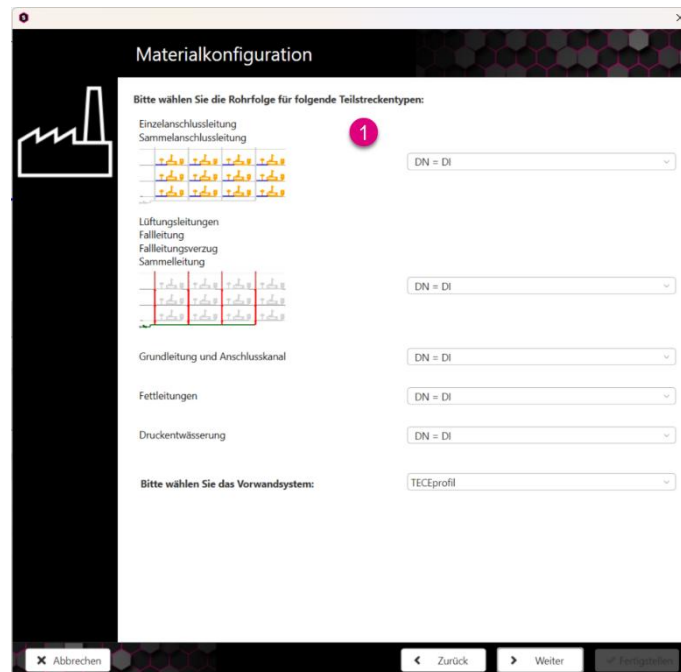 Materialkonfiguration
Bitte wählen Sie die Rohrfolge für folgende Teilstreckentypen:
Einzelanschlussleitung
Sammelanschlussleitung
1
DN = DI
Lüftungsleitungen
Fallleitung
Fallleitungsverzug
Sammelleitung
DN = DI
Grundleitung und Anschlusskanal
DN = DI
Fettleitungen
DN = DI
Druckentwässerung
DN = DI
Bitte wählen Sie das Vorwandsystem:
TECEprofil
Abbrechen
Zurück
Weiter
Fertigstellen